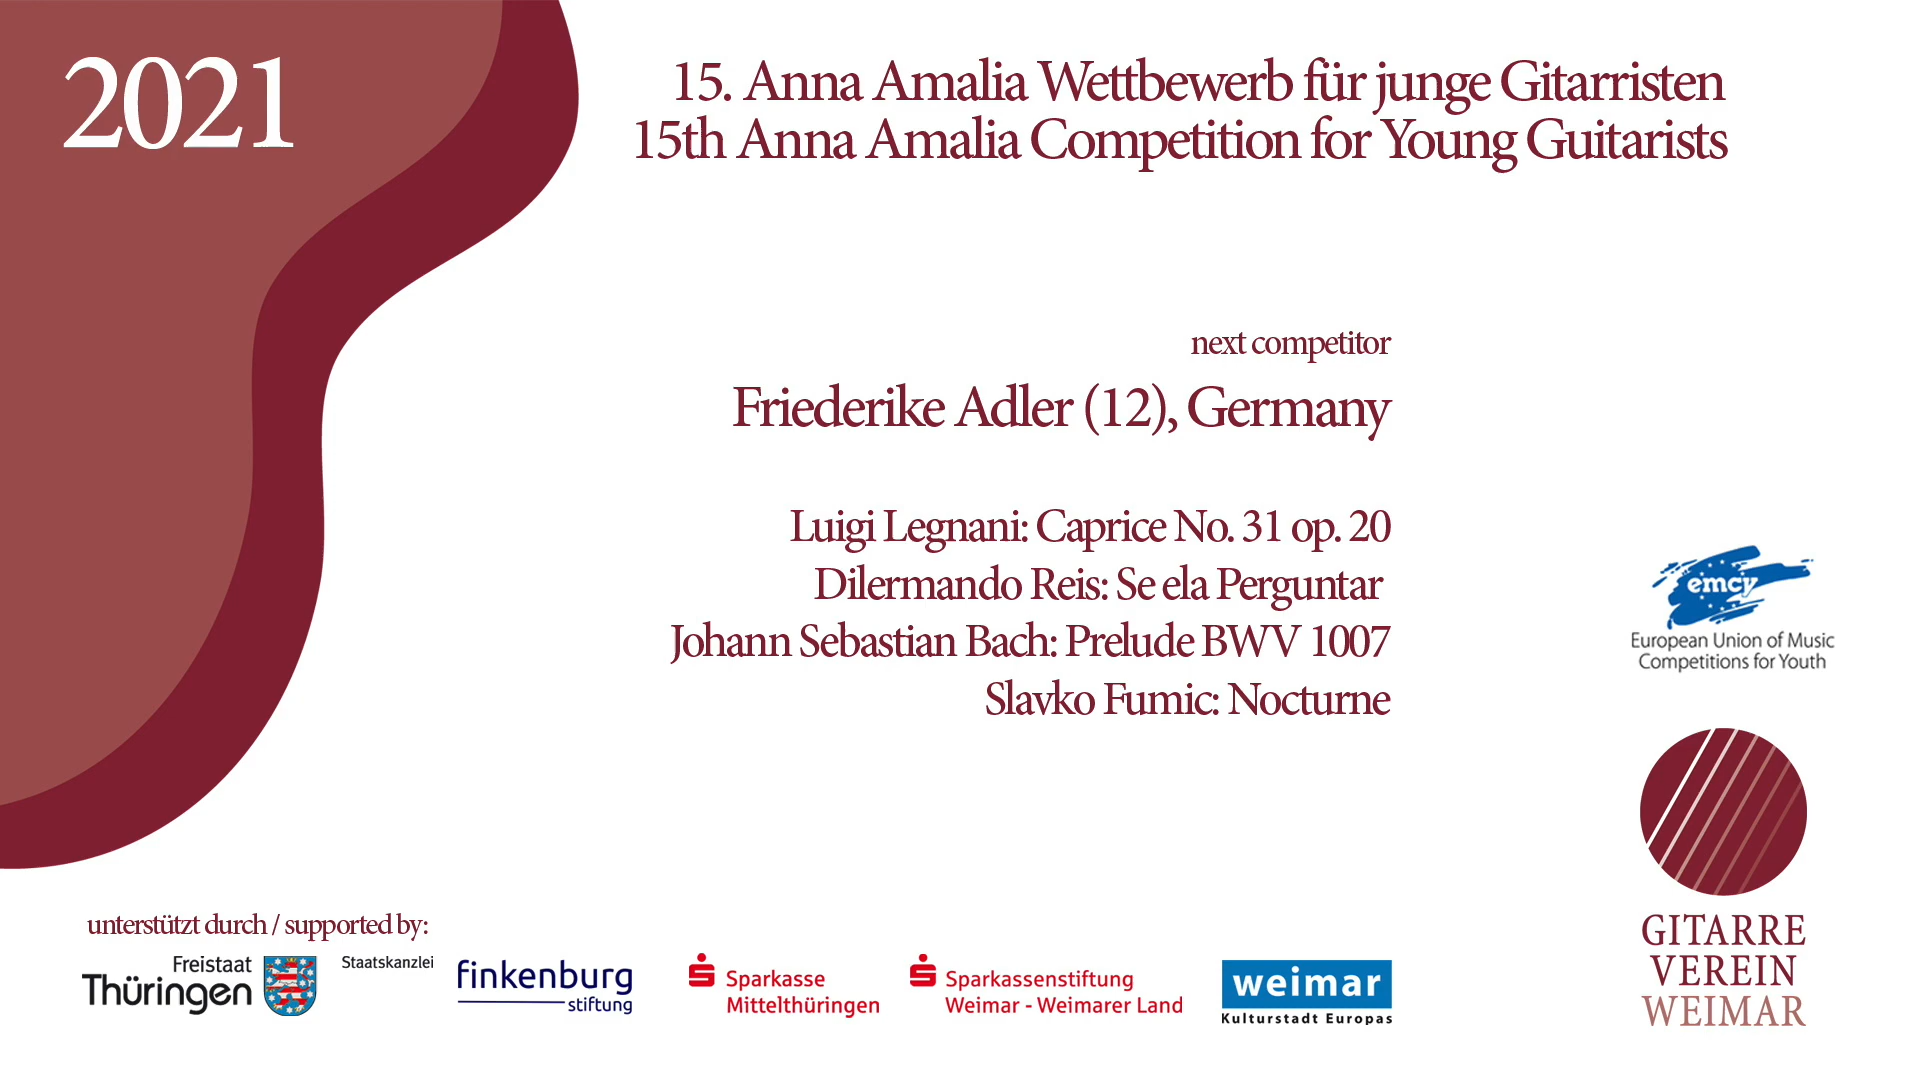 2021
15. Anna Amalia Wettbewerb für junge Gitarristen
15th Anna Amalia Competition for Young Guitarists
next competitor
Friederike Adler (12), Germany
Luigi Legnani: Caprice No. 31 op. 20
Dilermando Reis: Se ela Perguntar
Johann Sebastian Bach: Prelude BWV 1007
Slavko Fumic: Nocturne
emcy
European Union of Music
Competitions for Youth
GITARRE
VEREIN
WEIMAR
unterstützt durch / supported by:
Freistaat
Thüringen
Staatskanzlei
finkenburg
stiftung
Sparkasse
Mittelthüringen
Sparkassenstiftung
Weimar - Weimarer Land
weimar
Kulturstadt Europas